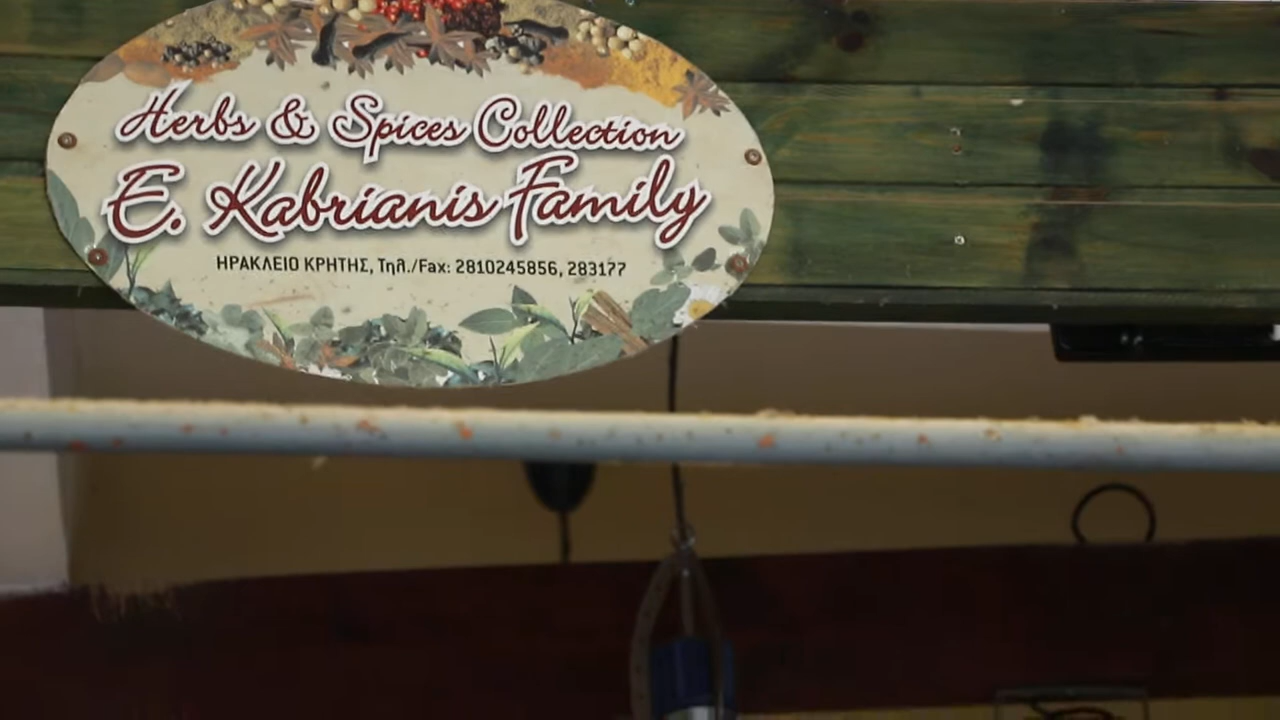 Herbs & Spices Collection
E. Kabrianis Family
ΗΡΑΚΛΕΙΟ ΚΡΗΤΗΣ, Τηλ./Fax: 2810245856, 283177